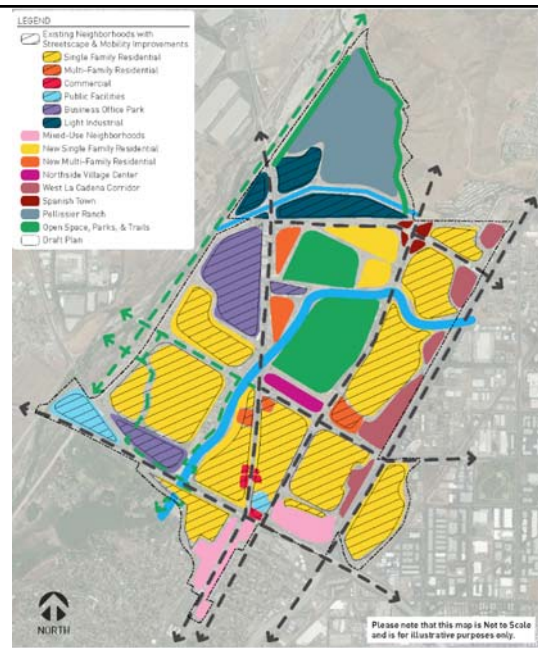 LEGEND
Existing Neighborhoods with
Streetscape & Mobility Improvements
Single Family Residential
Multi-Family Residential
Commercial
Public Facilities
Business Office Park
Light Industrial
Mixed-Use Neighborhoods
New Single Family Residential
New Multi-Family Residential
Northside Village Center
West La Cadena Corridor
Spanish Town
Pellissier Ranch
Open Space, Parks, & Trails
Draft Plan
NORTH
Please note that this map is Not to Scale
and is for illustrative purposes only.